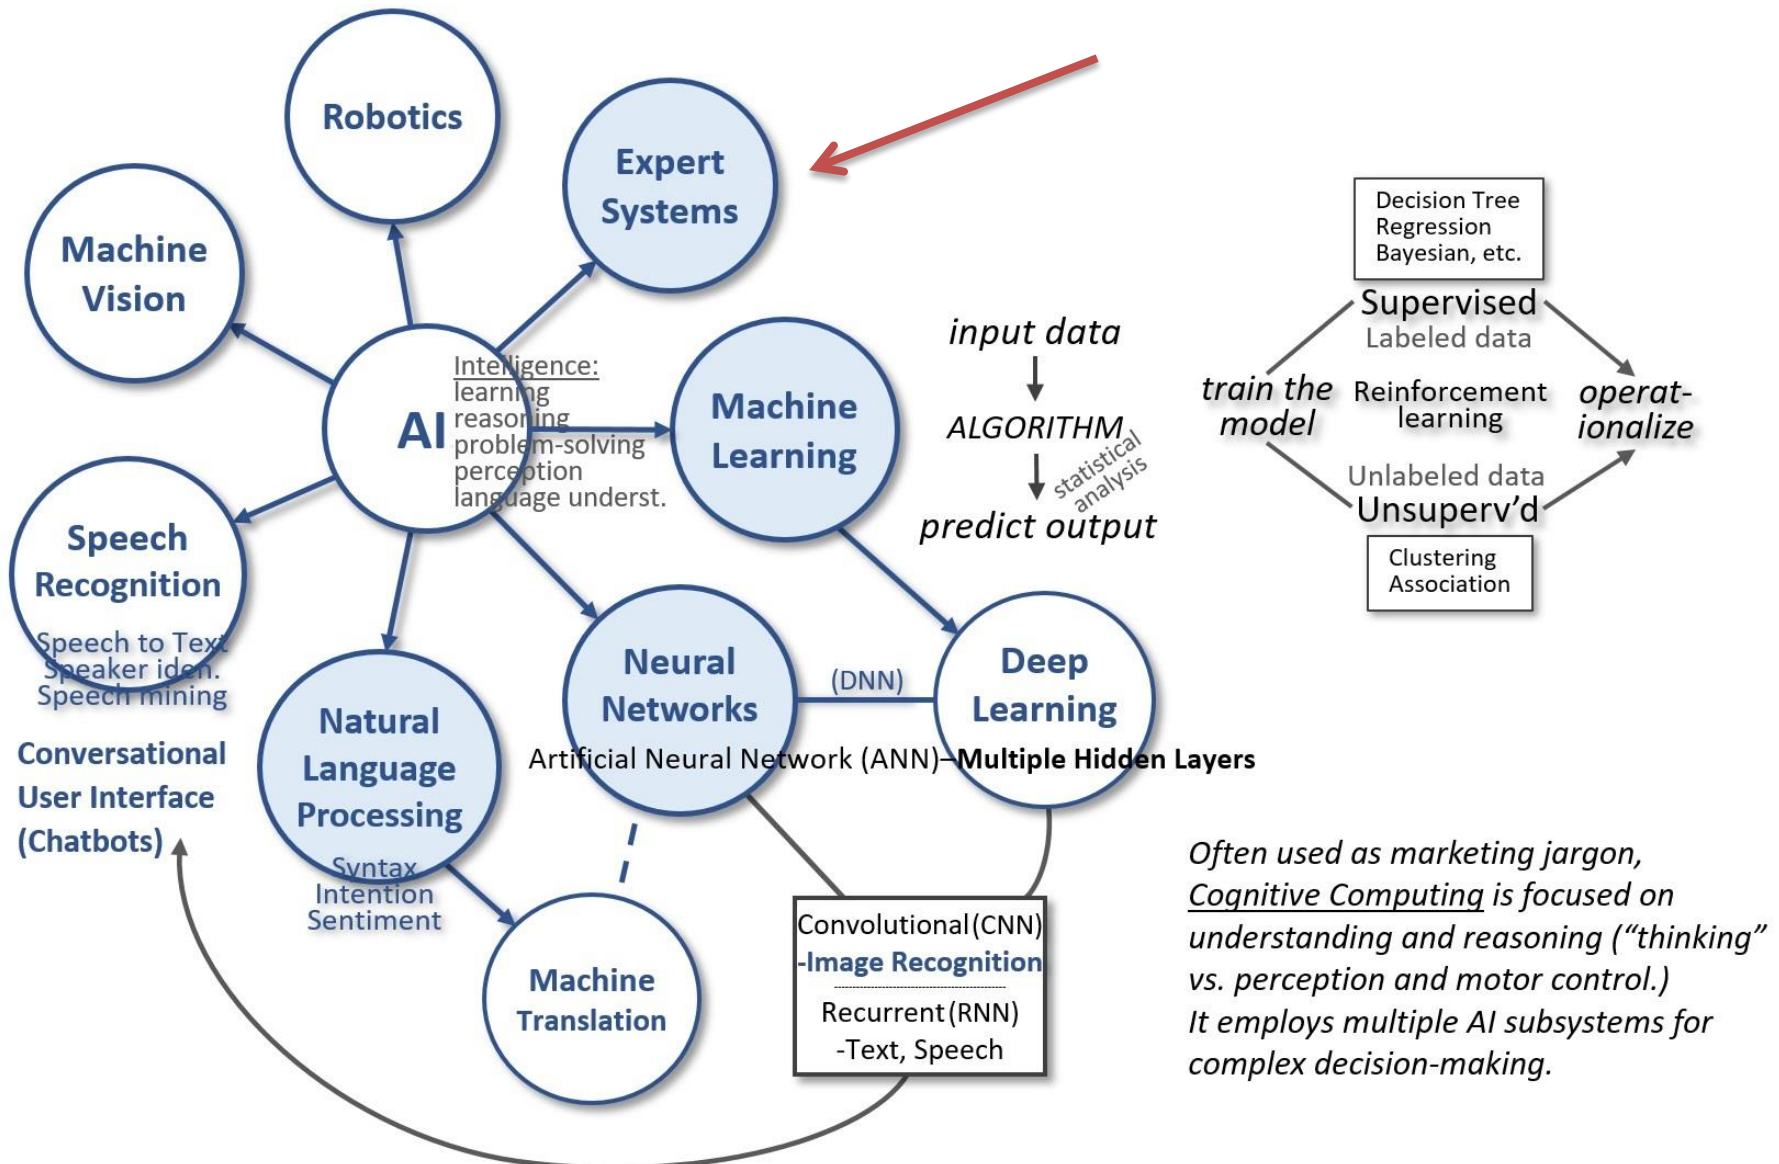 Robotics
Expert
Systems
Machine
Vision
AI
Intelligence:
learning
reasoning
problem-solving
perception
language underst.
Machine
Learning
input data
ALGORITHM
statistical
analysis
predict output
Decision Tree
Regression
Bayesian, etc.
Supervised
Labeled data
train the
model
Reinforcement
learning
operat-
ionalize
Unlabeled data
Unsuperv’d
Clustering
Association
Speech
Recognition
Speech to Text
Speaker iden.
Speech mining
Conversational
User Interface
(Chatbots)
Natural
Language
Processing
Syntax
Intention
Sentiment
Neural
Networks
(DNN)
Deep
Learning
Artificial Neural Network (ANN)–Multiple Hidden Layers
Machine
Translation
Convolutional (CNN)
-Image Recognition
Recurrent (RNN)
-Text, Speech
Often used as marketing jargon,
Cognitive Computing is focused on
understanding and reasoning (“thinking”
vs. perception and motor control.)
It employs multiple AI subsystems for
complex decision-making.